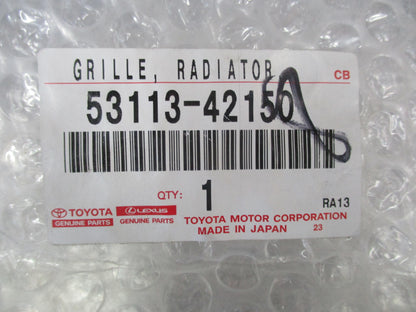 GRILLE, RADIATOR
CB
53113-42150
QTY: 1
RA13
TOYOTA LEXUS
GENUINE PARTS GENUINE PARTS
TOYOTA MOTOR CORPORATION
MADE IN JAPAN 23